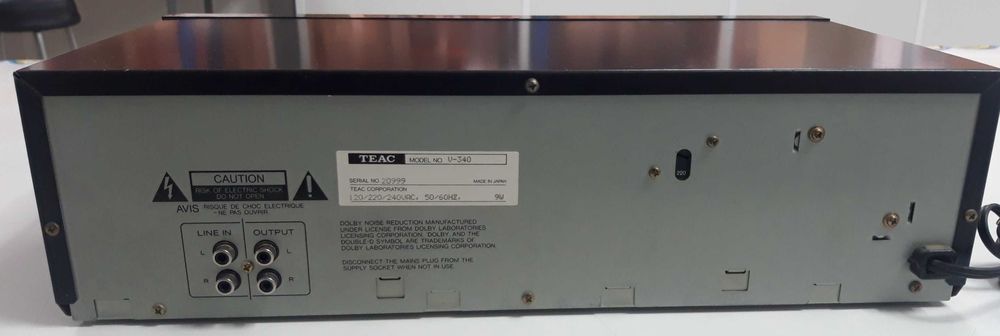 TEAC MODEL NO. V-340
SERIAL NO. 20999 MADE IN JAPAN
TEAC CORPORATION
120/220/240VAC, 50/60HZ, 9W
CAUTION
RISK OF ELECTRIC SHOCK
DO NOT OPEN
AVIS RISQUE DE CHOC ELECTRIQUE
-NE PAS OUVRIR.
LINE IN OUTPUT
L L
R R
DOLBY NOISE REDUCTION MANUFACTURED
UNDER LICENSE FROM DOLBY LABORATORIES
LICENSING CORPORATION. DOLBY AND THE
DOUBLE-D SYMBOL ARE TRADEMARKS OF
DOLBY LABORATORIES LICENSING CORPORATION.
DISCONNECT THE MAINS PLUG FROM THE
SUPPLY SOCKET WHEN NOT IN USE.
220